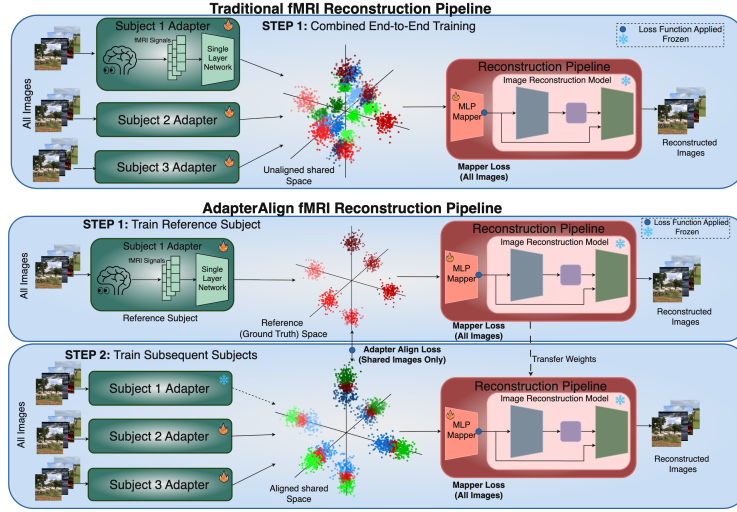 Traditional fMRI Reconstruction Pipeline
Subject 1 Adapter
STEP 1: Combined End-to-End Training
Loss Function Applied
Frozen
fMRI Signals
Single
Layer
Network
All Images
Subject 2 Adapter
Subject 3 Adapter
Unaligned shared
Space
Reconstruction Pipeline
Image Reconstruction Model
MLP
Mapper
Mapper Loss
(All Images)
Reconstructed
Images
AdapterAlign fMRI Reconstruction Pipeline
STEP 1: Train Reference Subject
Loss Function Applied
Frozen
Subject 1 Adapter
fMRI Signals
Single
Layer
Network
All Images
Reference Subject
Reference
(Ground Truth) Space
Reconstruction Pipeline
Image Reconstruction Model
MLP
Mapper
Mapper Loss
(All Images)
Reconstructed
Images
Adapter Align Loss
(Shared Images Only)
Transfer Weights
STEP 2: Train Subsequent Subjects
All Images
Subject 1 Adapter
Subject 2 Adapter
Subject 3 Adapter
Aligned shared
Space
Reconstruction Pipeline
Image Reconstruction Model
MLP
Mapper
Mapper Loss
(All Images)
Reconstructed
Images